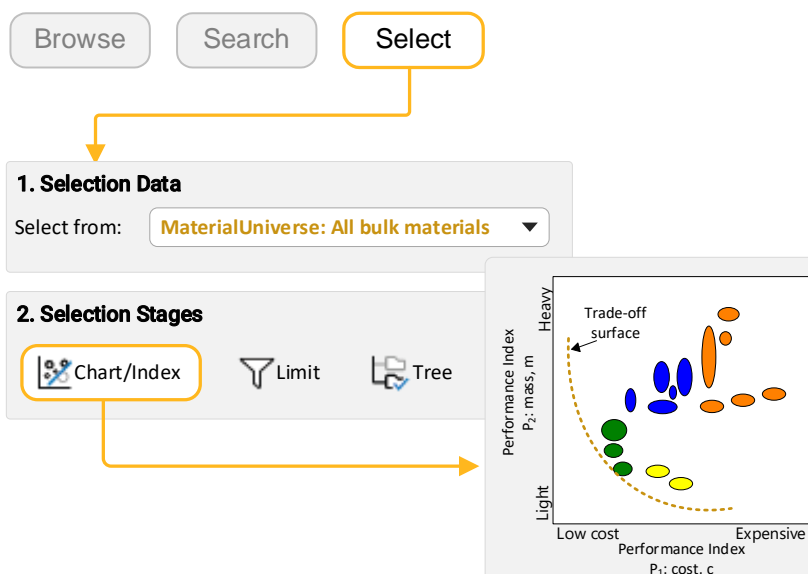 Browse
Search
Select
1. Selection Data
Select from:
MaterialUniverse: All bulk materials
2. Selection Stages
Chart/Index
Limit
Tree
Heavy
Light
Performance Index
P₂: mass, m
Trade-off
surface
Low cost
Expensive
Performance Index
P₁: cost, c